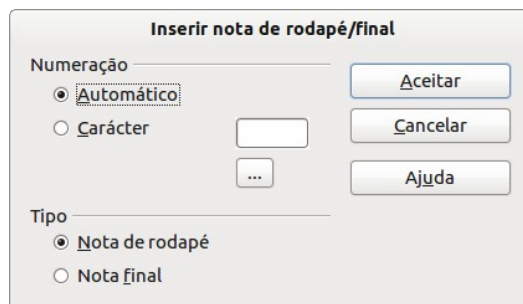 Inserir nota de rodapé/final
Numeração
Automático
Carácter
...
Aceitar
Cancelar
Ajuda
Tipo
Nota de rodapé
Nota final